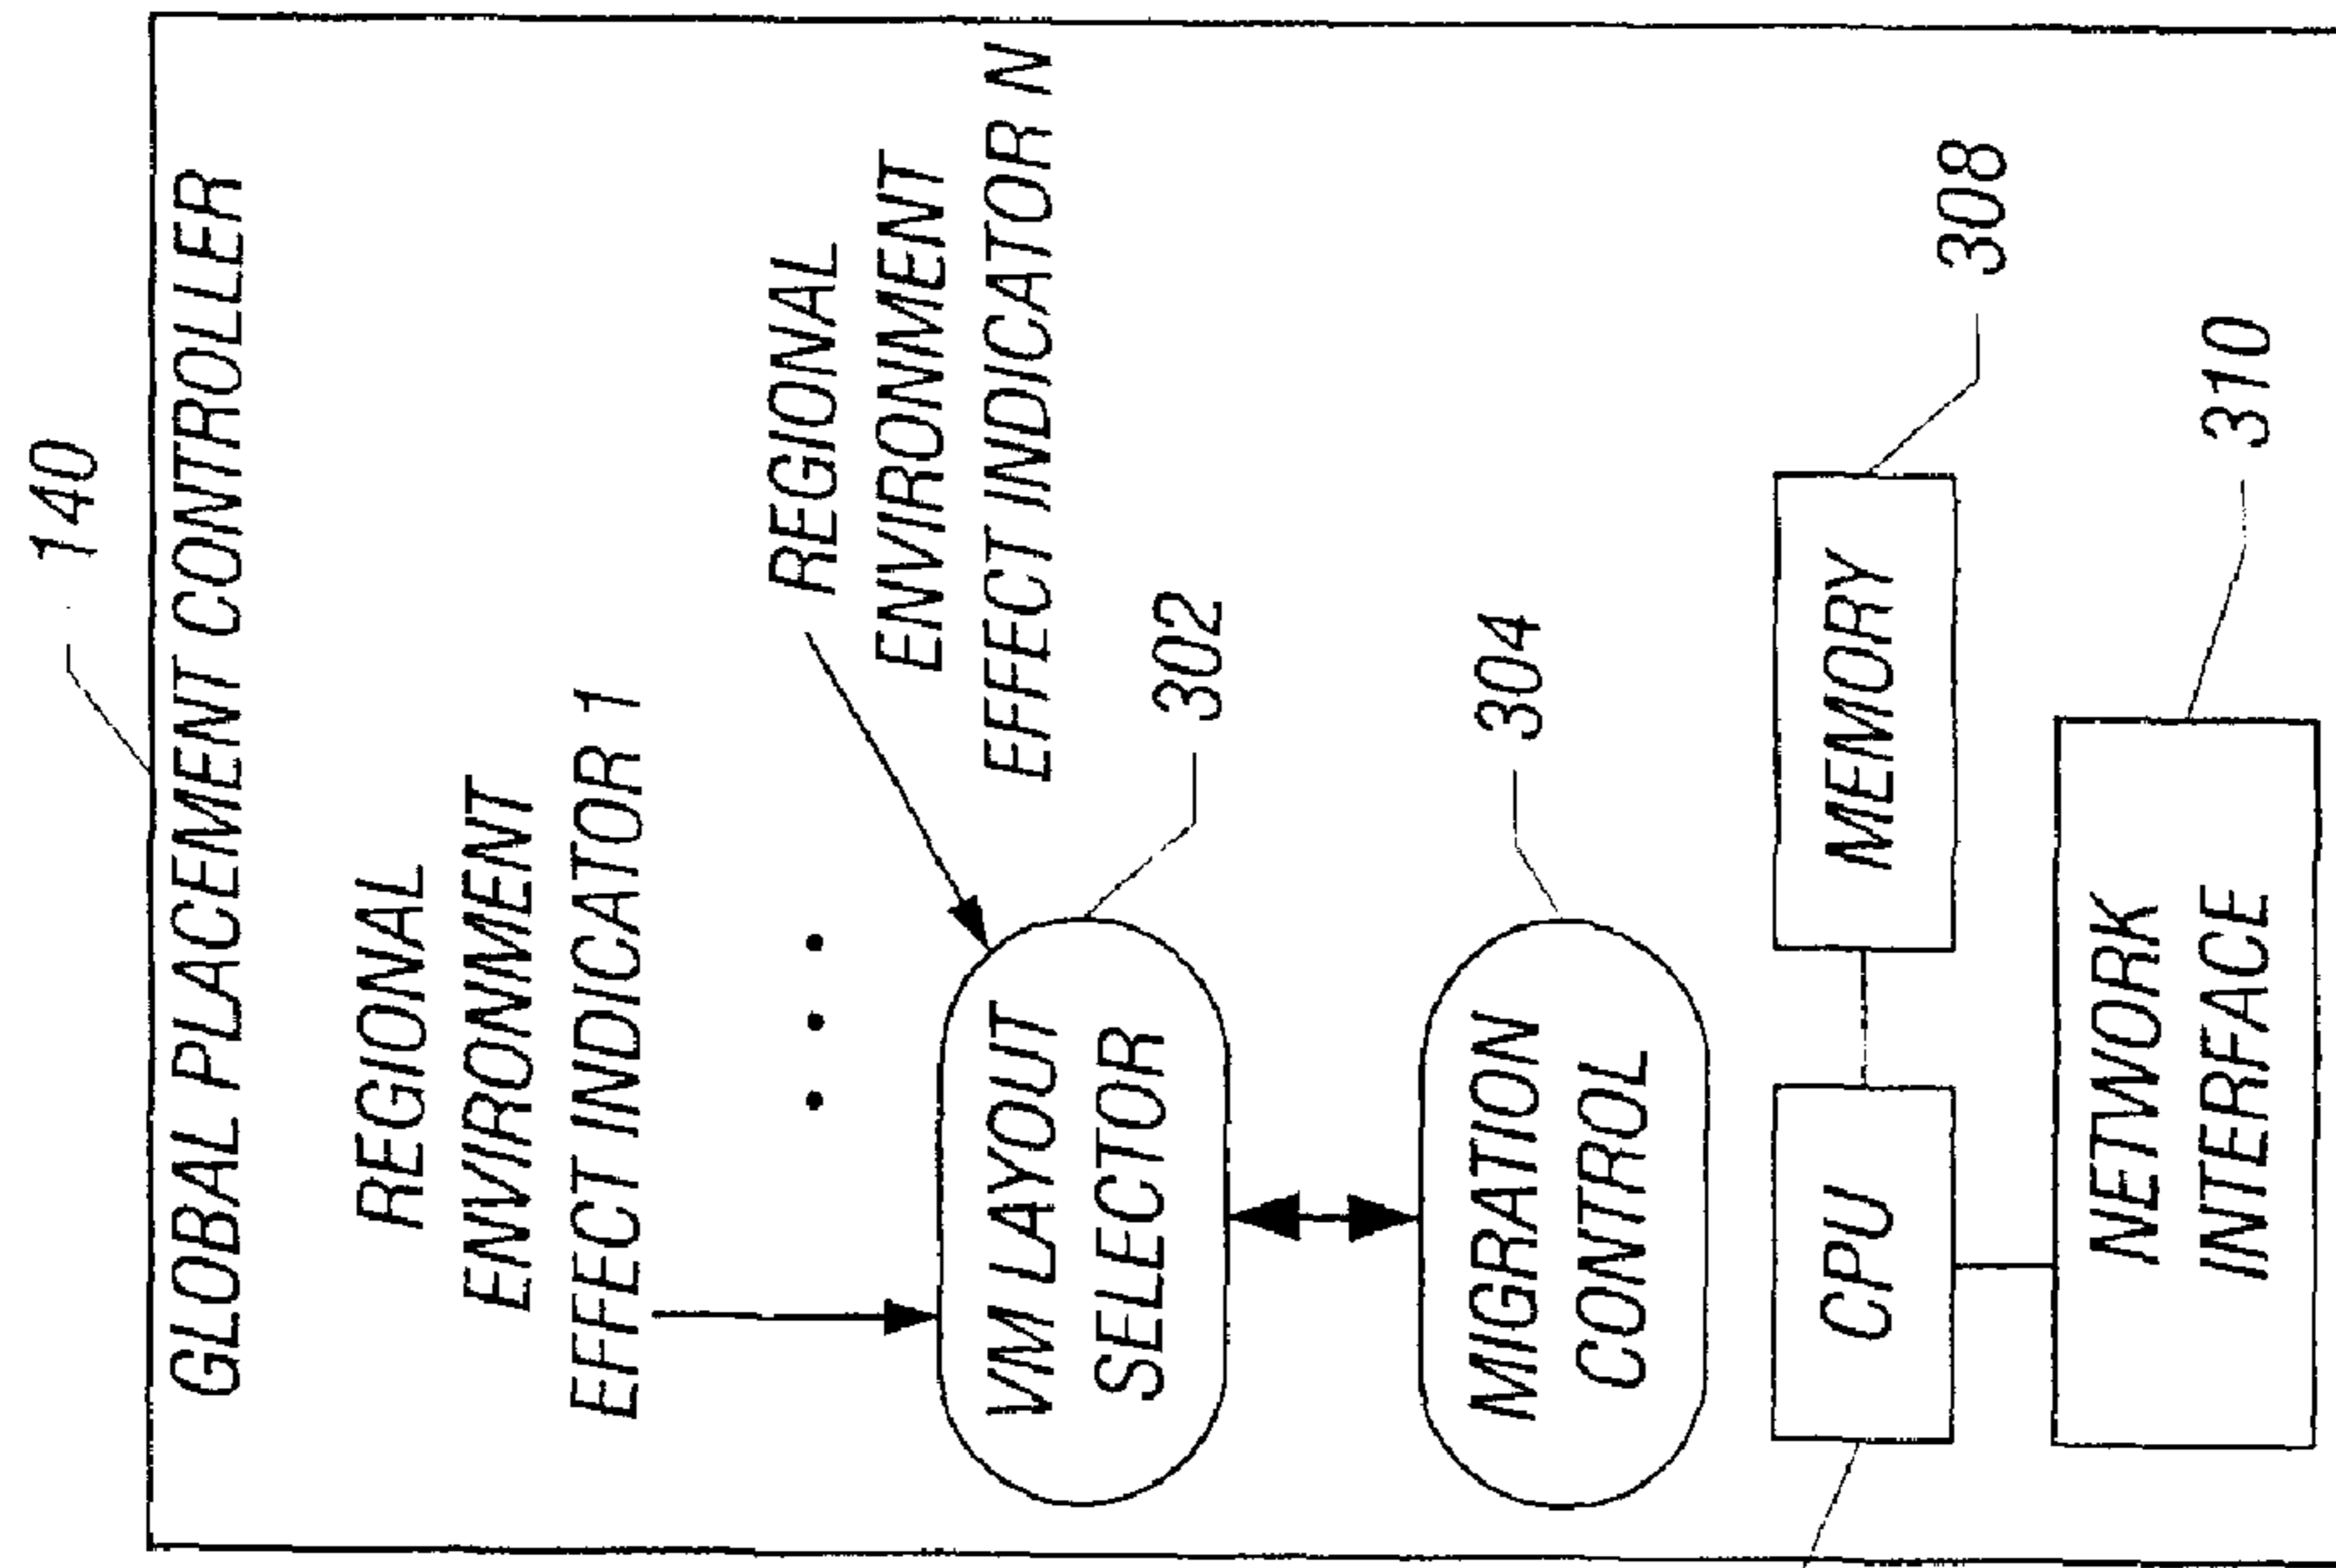 140
GLOBAL PLACEMENT CONTROLLER
REGIONAL
ENVIRONMENT
EFFECT INDICATOR 1
REGIONAL
ENVIRONMENT
EFFECT INDICATOR N
• • •
VM LAYOUT
SELECTOR
302
MIGRATION
CONTROL
304
CPU
MEMORY
308
NETWORK
INTERFACE
310